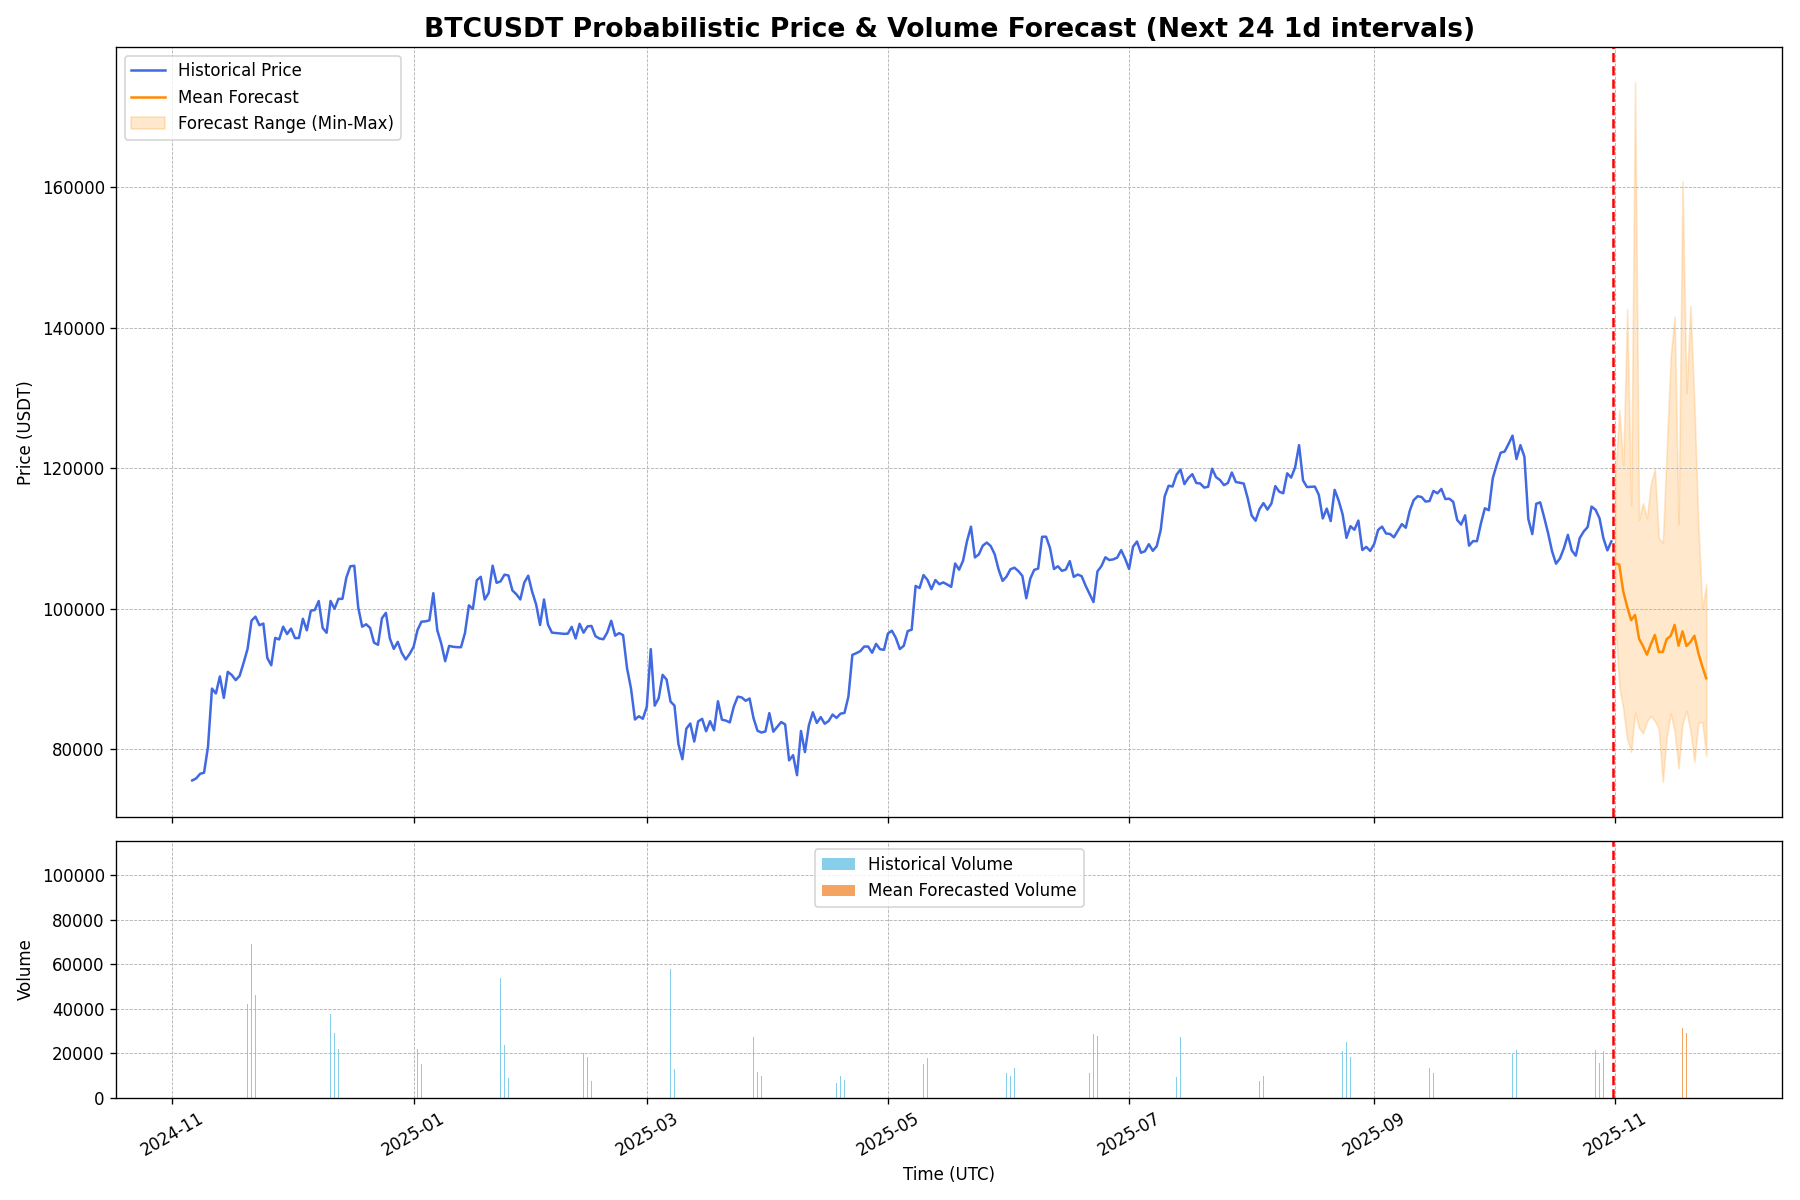 BTCUSDT Probabilistic Price & Volume Forecast (Next 24 1d intervals)
Historical Price
Mean Forecast
Forecast Range (Min-Max)
160000
140000
120000
100000
80000
Price (USDT)
Historical Volume
Mean Forecasted Volume
100000
80000
60000
40000
20000
0
Volume
2024-11
2025-01
2025-03
2025-05
2025-07
2025-09
2025-11
Time (UTC)